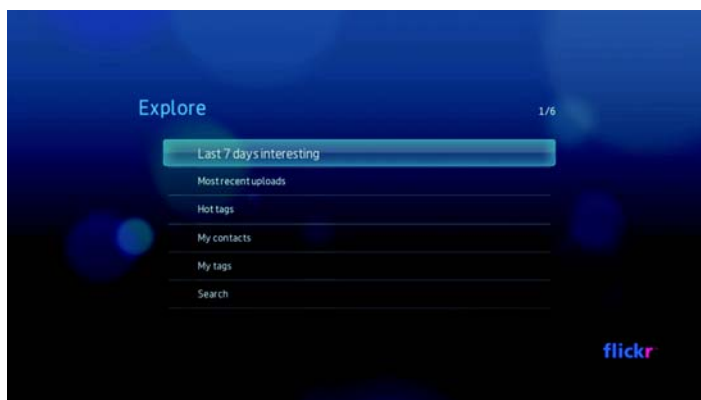 Explore
1/6
Last 7 days interesting
Most recent uploads
Hot tags
My contacts
My tags
Search
flickr